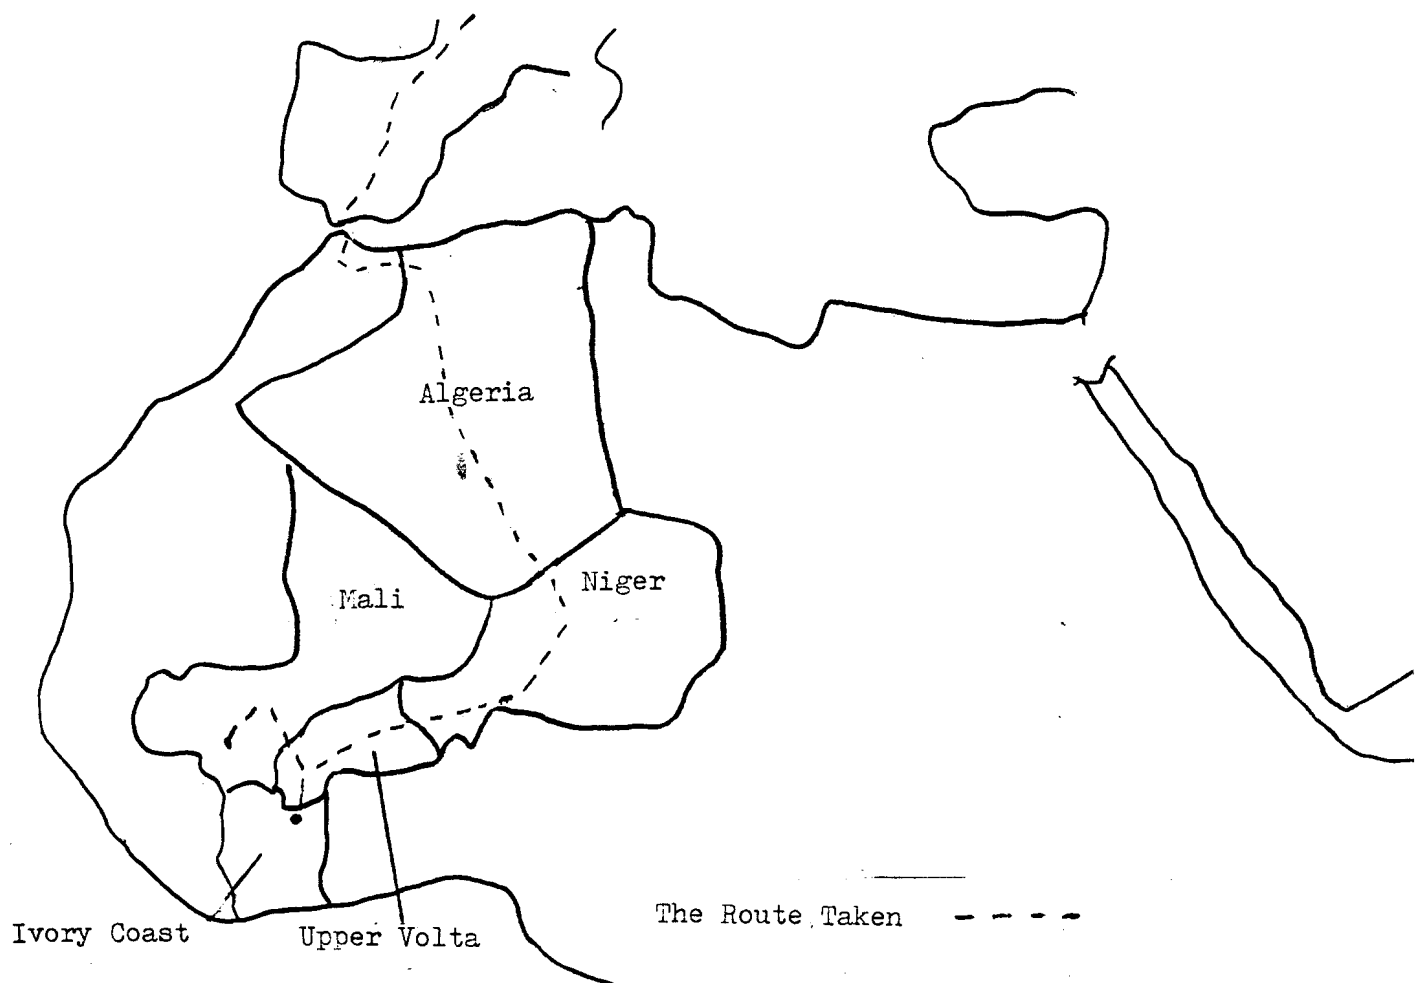 Algeria
Niger
Mali
The Route Taken
Ivory Coast
Upper Volta